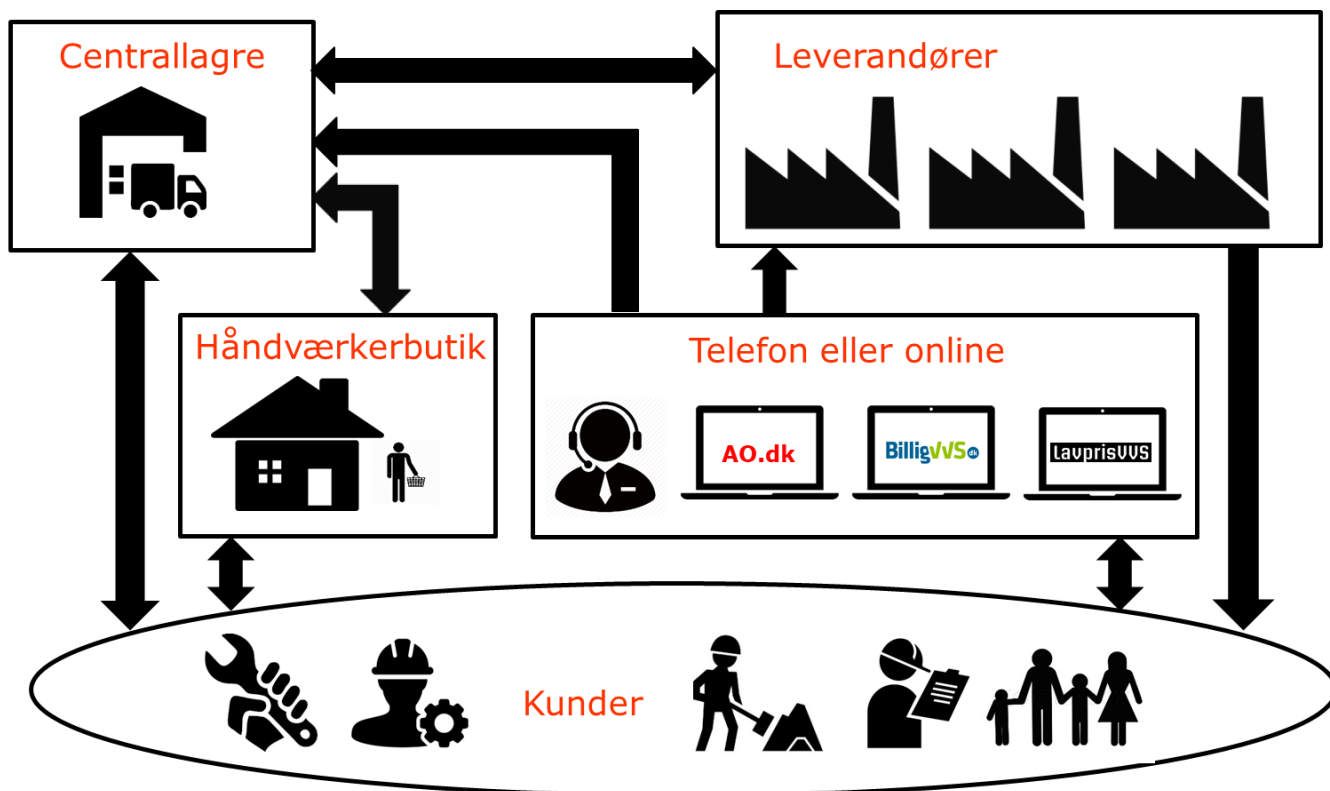 Centrallagre
Leverandører
Håndværkerbutik
Telefon eller online
AO.dk
BilligVVS.dk
LavprisVVS
Kunder